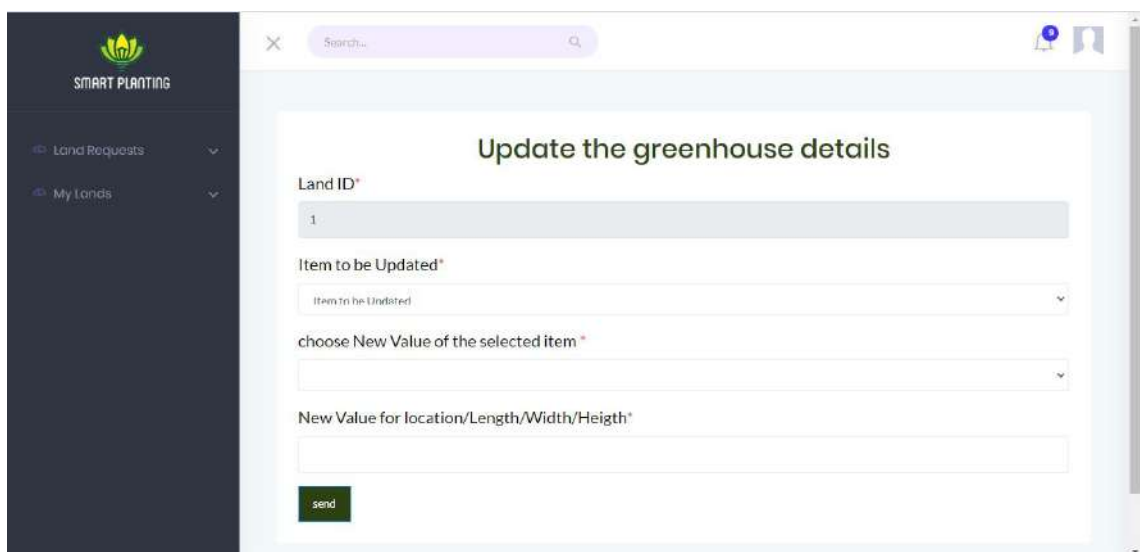 SMART PLANTING
Land Requests
My Lands
Search...
9
Update the greenhouse details
Land ID*
1
Item to be Updated*
Item to be Updated
choose New Value of the selected item *
New Value for location/Length/Width/Heigth*
send